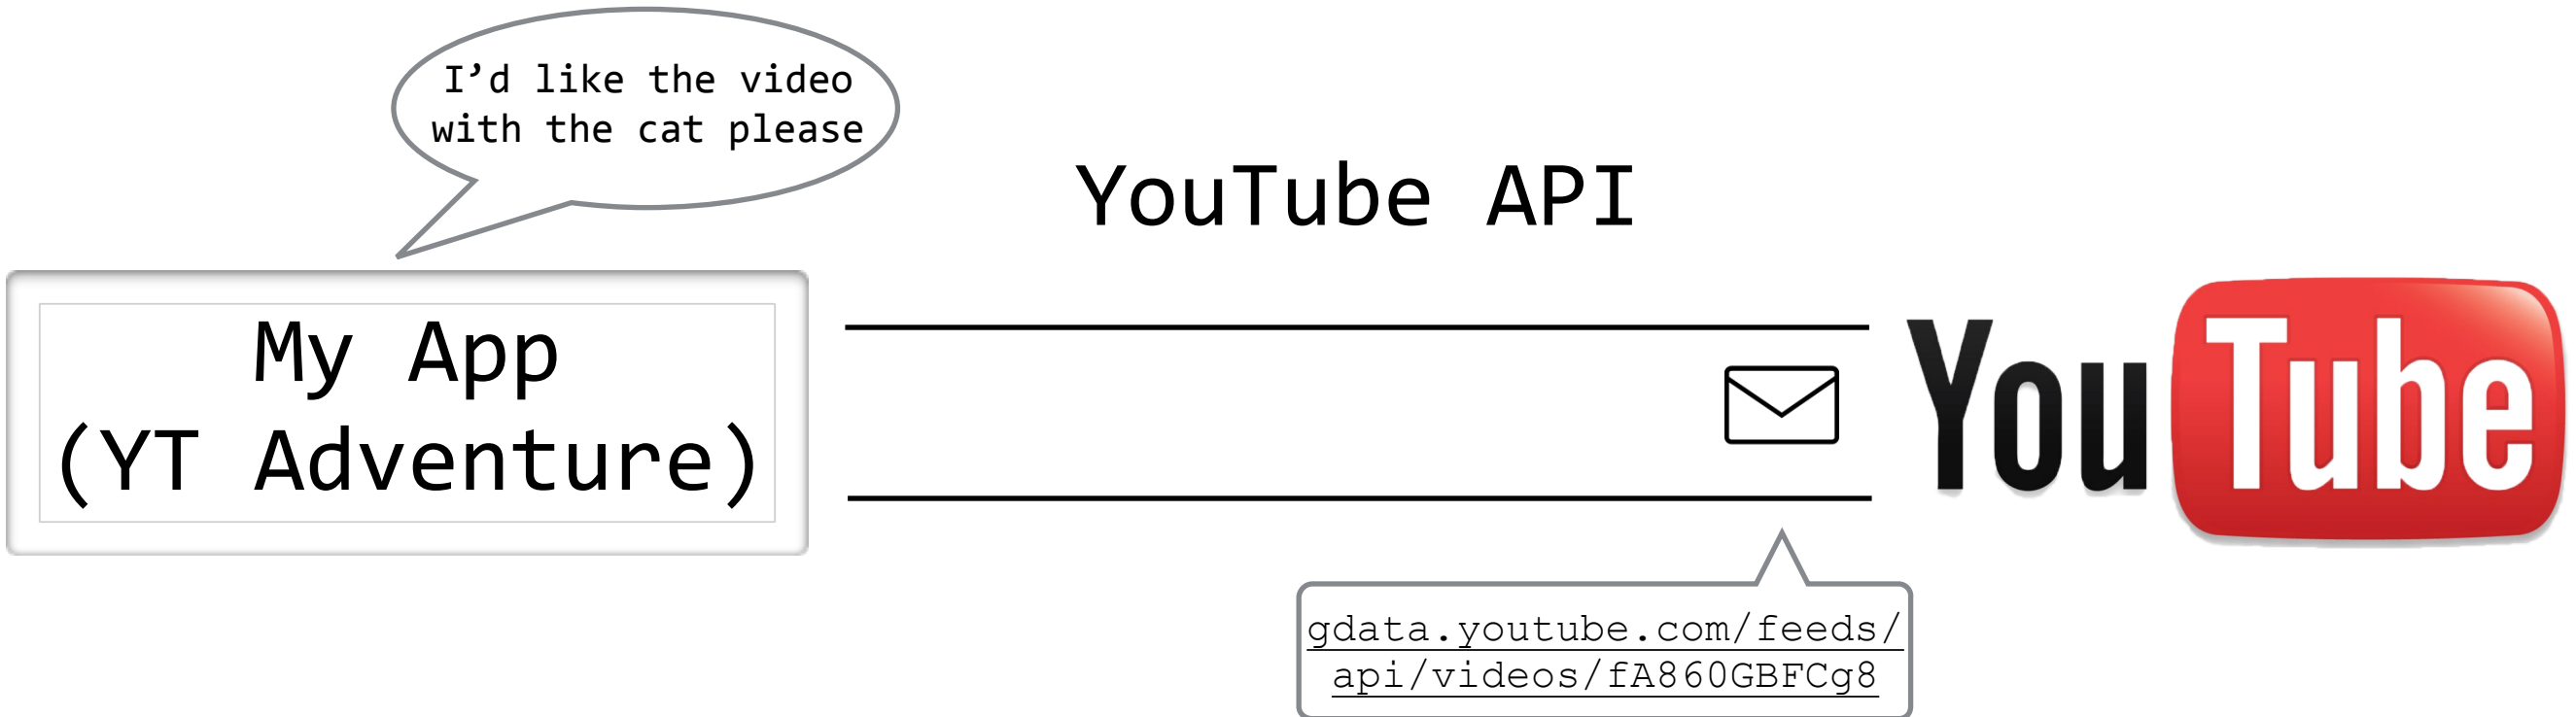 I’d like the video
with the cat please
YouTube API
My App
(YT Adventure)
YouTube
gdata.youtube.com/feeds/
api/videos/fA860GBFCg8